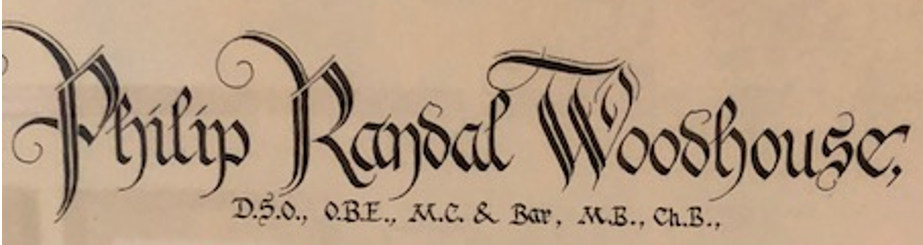 Philip Randal Woodhouse,
D.S.O., O.B.E., M.C. & Bar, M.B., Ch.B.,